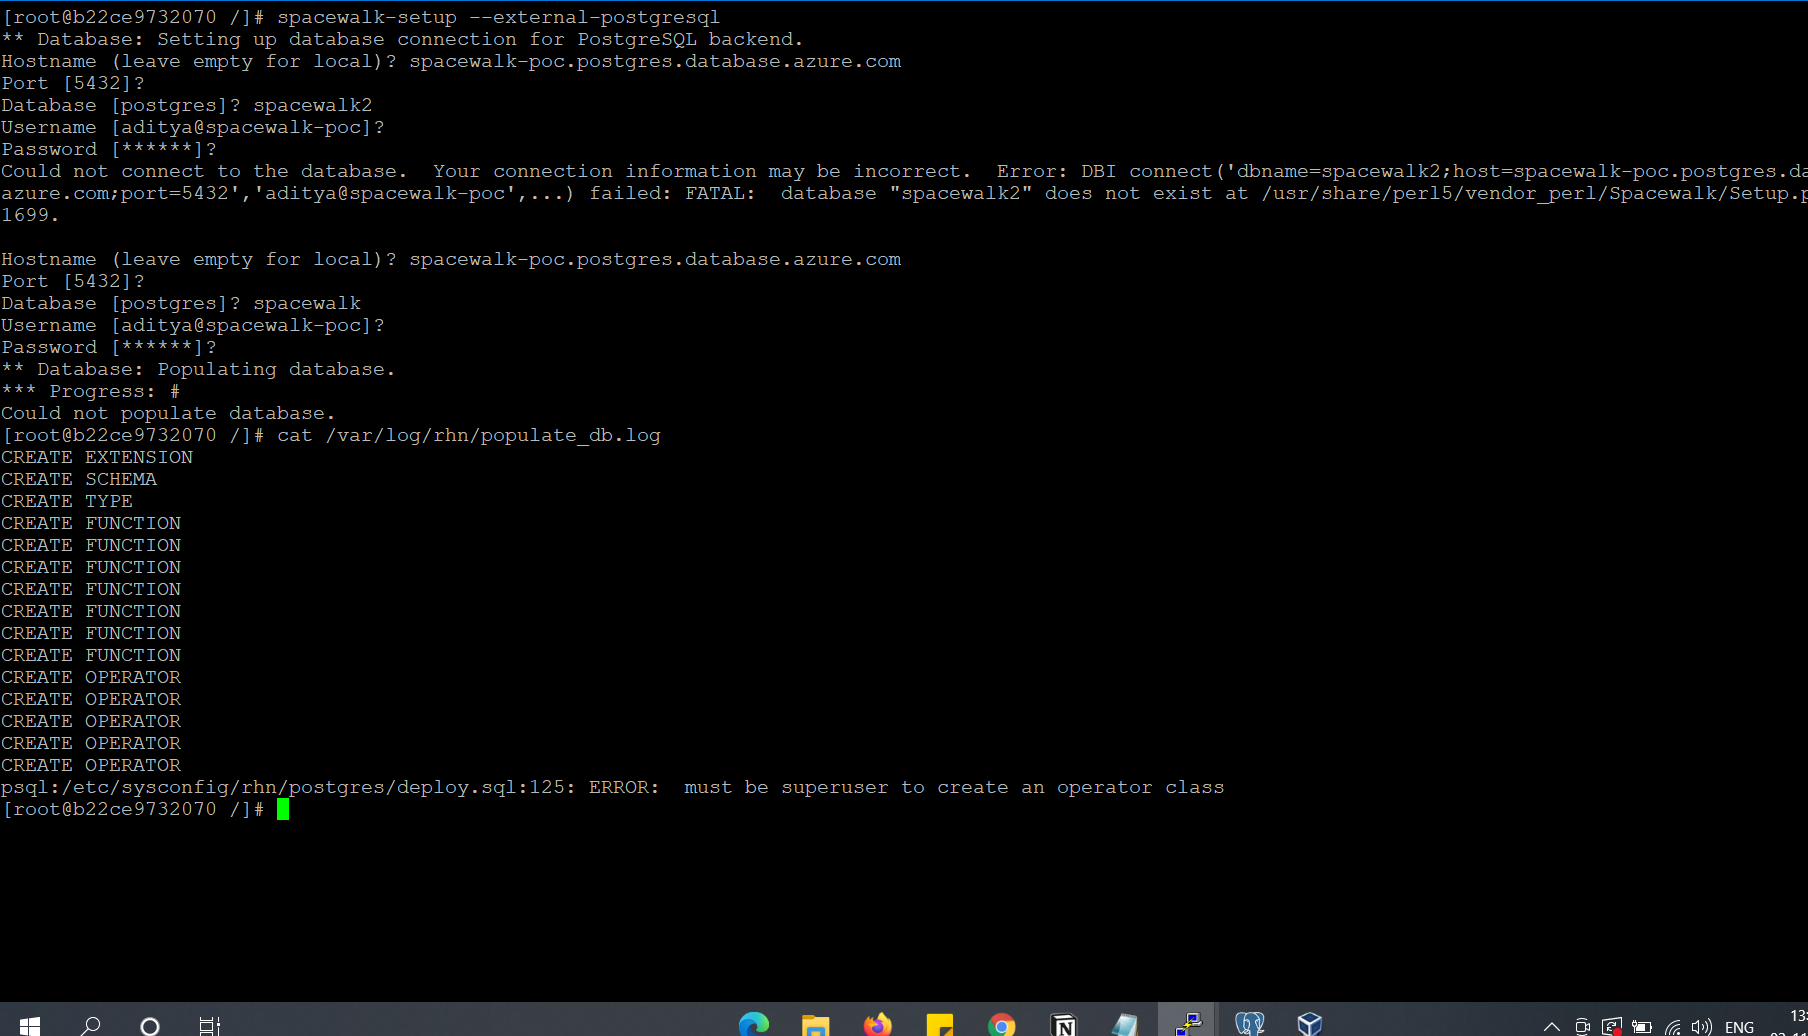 [root@b22ce9732070 /]# spacewalk-setup --external-postgresql
** Database: Setting up database connection for PostgreSQL backend.
Hostname (leave empty for local)? spacewalk-poc.postgres.database.azure.com
Port [5432]?
Database [postgres]? spacewalk2
Username [aditya@spacewalk-poc]?
Password [******]?
Could not connect to the database.  Your connection information may be incorrect.  Error: DBI connect('dbname=spacewalk2;host=spacewalk-poc.postgres.da
azure.com;port=5432','aditya@spacewalk-poc',...) failed: FATAL:  database "spacewalk2" does not exist at /usr/share/perl5/vendor_perl/Spacewalk/Setup.p
1699.
Hostname (leave empty for local)? spacewalk-poc.postgres.database.azure.com
Port [5432]?
Database [postgres]? spacewalk
Username [aditya@spacewalk-poc]?
Password [******]?
** Database: Populating database.
*** Progress: #
Could not populate database.
[root@b22ce9732070 /]# cat /var/log/rhn/populate_db.log
CREATE EXTENSION
CREATE SCHEMA
CREATE TYPE
CREATE FUNCTION
CREATE FUNCTION
CREATE FUNCTION
CREATE FUNCTION
CREATE FUNCTION
CREATE FUNCTION
CREATE FUNCTION
CREATE OPERATOR
CREATE OPERATOR
CREATE OPERATOR
CREATE OPERATOR
CREATE OPERATOR
psql:/etc/sysconfig/rhn/postgres/deploy.sql:125: ERROR:  must be superuser to create an operator class
[root@b22ce9732070 /]#
ENG